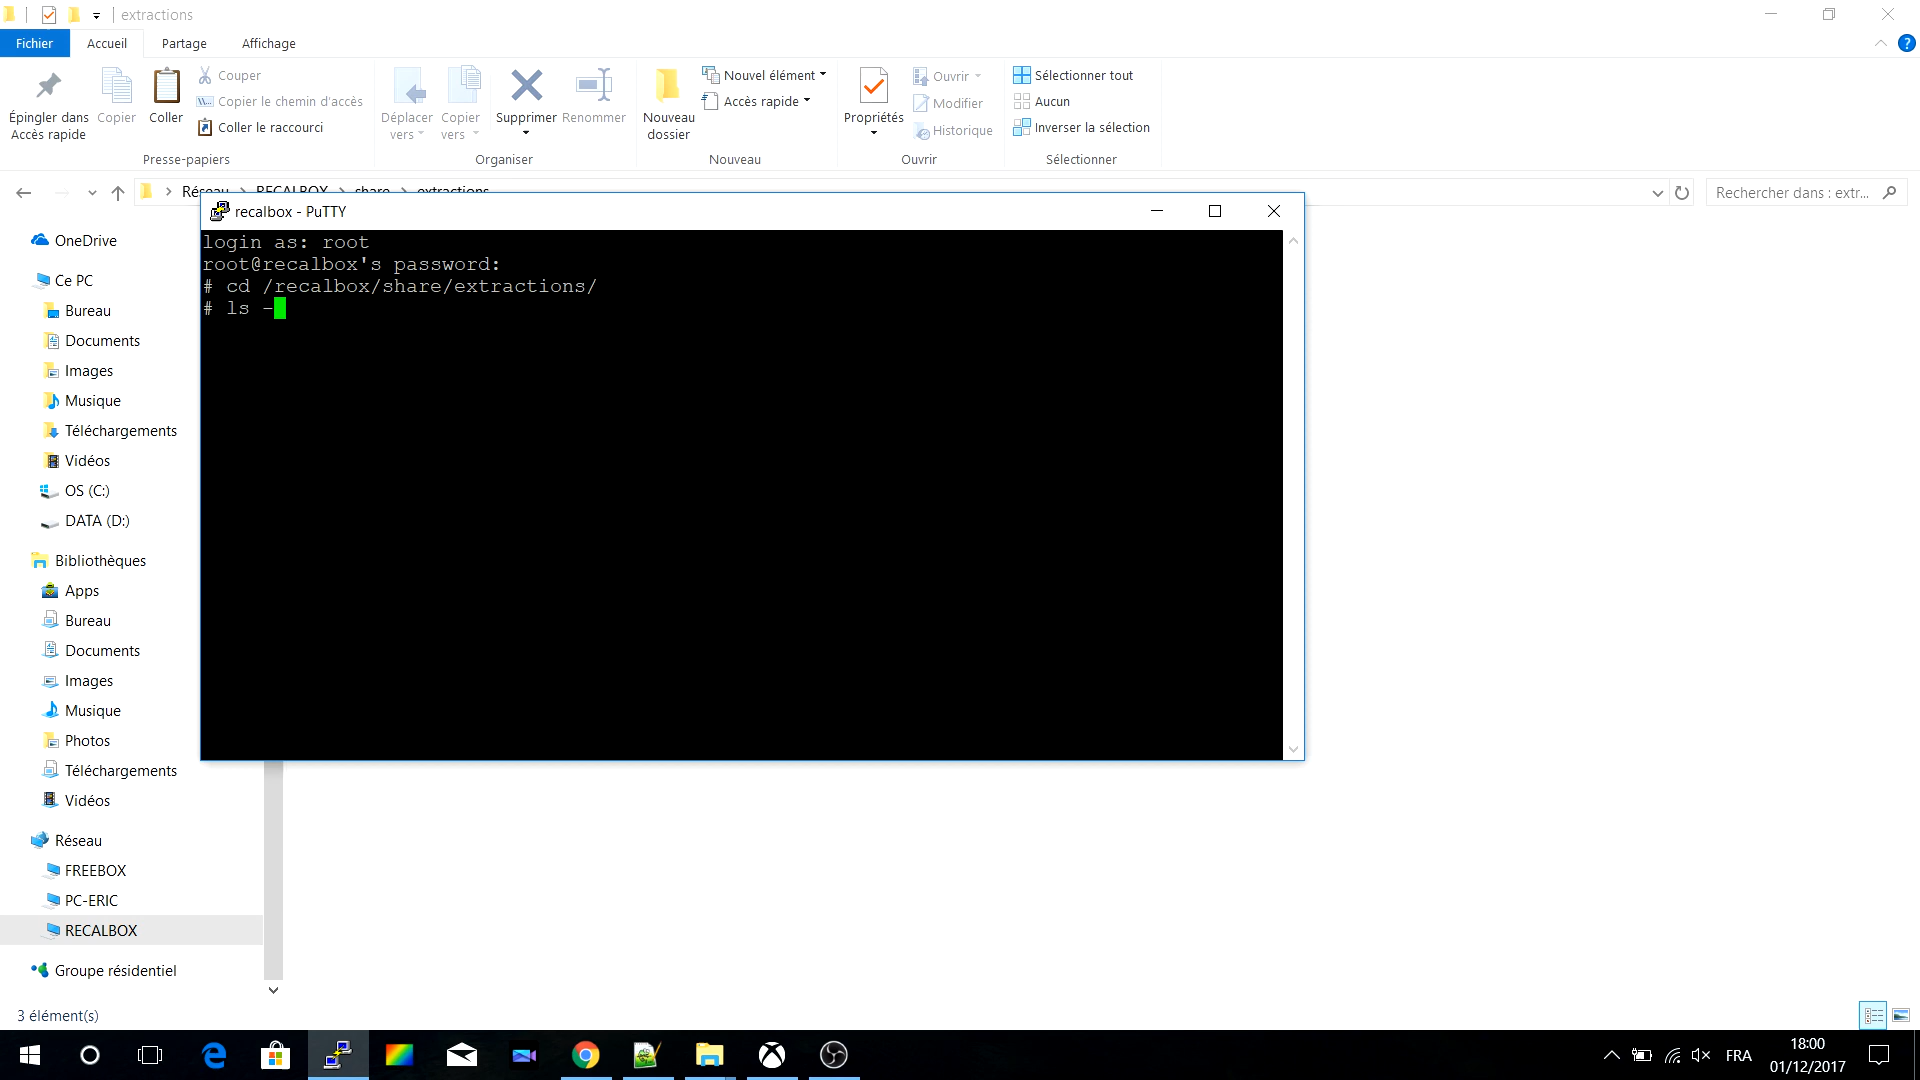 extractions
Fichier Accueil Partage Affichage
Épingler dans Accès rapide
Copier
Coller
Couper
Copier le chemin d'accès
Coller le raccourci
Presse-papiers
Déplacer vers
Copier vers
Supprimer
Renommer
Organiser
Nouveau dossier
Nouvel élément
Accès rapide
Nouveau
Propriétés
Ouvrir
Modifier
Historique
Ouvrir
Sélectionner tout
Aucun
Inverser la sélection
Sélectionner
Réseau > RECALBOX > share > extractions
Rechercher dans : extr...
OneDrive
Ce PC
Bureau
Documents
Images
Musique
Téléchargements
Vidéos
OS (C:)
DATA (D:)
Bibliothèques
Apps
Bureau
Documents
Images
Musique
Photos
Téléchargements
Vidéos
Réseau
FREEBOX
PC-ERIC
RECALBOX
Groupe résidentiel
3 élément(s)
recalbox - PuTTY
login as: root
root@recalbox's password:
# cd /recalbox/share/extractions/
# ls -
FRA
18:00
01/12/2017